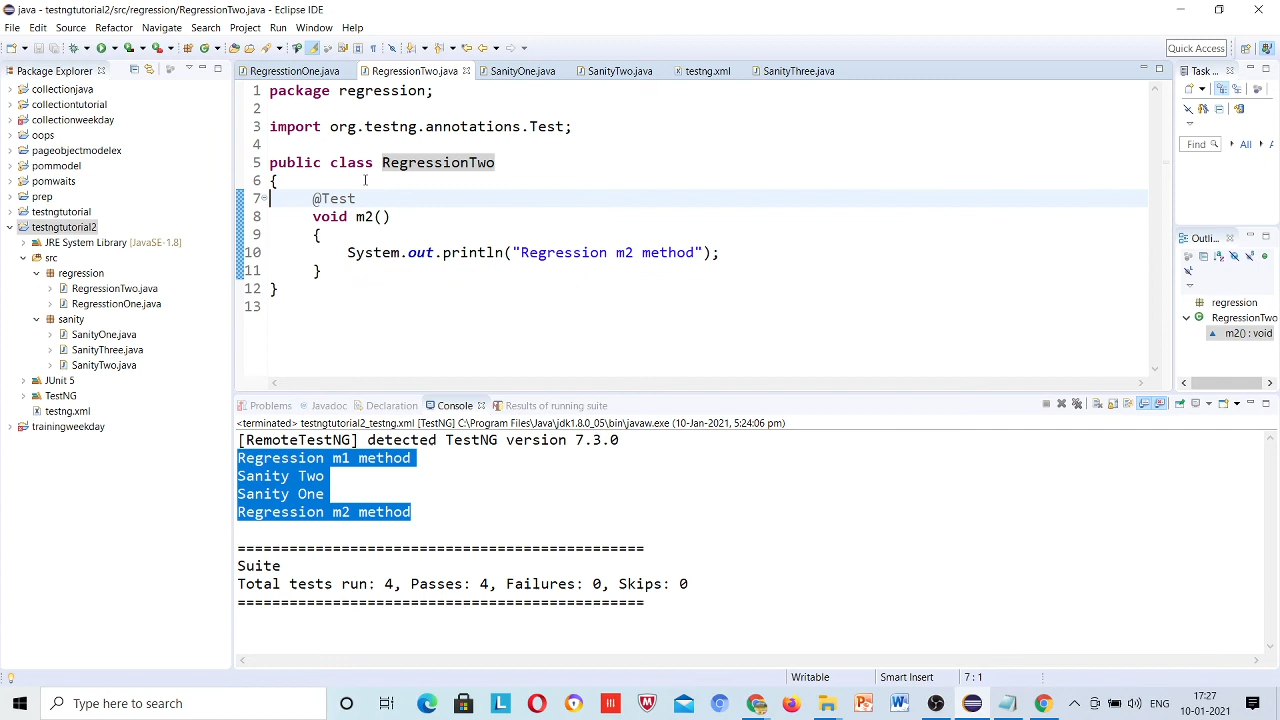 java - testngtutorial2/src/regression/RegressionTwo.java - Eclipse IDE
File Edit Source Refactor Navigate Search Project Run Window Help
Quick Access
Package Explorer
RegresstionOne.java RegressionTwo.java SanityOne.java SanityTwo.java testng.xml SanityThree.java
Task ...
collectionjava
collectiontutorial
collectionweekday
oops
pageobjectmodelex
pommodel
pomwaits
prep
testngtutorial
testngtutorial2
JRE System Library [JavaSE-1.8]
src
regression
RegressionTwo.java
RegresstionOne.java
sanity
SanityOne.java
SanityThree.java
SanityTwo.java
JUnit 5
TestNG
testng.xml
trainingweekday
1 package regression;
2
3 import org.testng.annotations.Test;
4
5 public class RegressionTwo
6 {
7 @Test
8 void m2()
9 {
10 System.out.println("Regression m2 method");
11 }
12 }
13
Find All A
Outli...
regression
RegressionTwo
m2() : void
Problems Javadoc Declaration Console Results of running suite
<terminated> testngtutorial2_testng.xml [TestNG] C:\Program Files\Java\jdk1.8.0_05\bin\javaw.exe (10-Jan-2021, 5:24:06 pm)
[RemoteTestNG] detected TestNG version 7.3.0
Regression m1 method
Sanity Two
Sanity One
Regression m2 method
=============================================
Suite
Total tests run: 4, Passes: 4, Failures: 0, Skips: 0
=============================================
Writable Smart Insert 7 : 1
Type here to search
17:27
10-01-2021